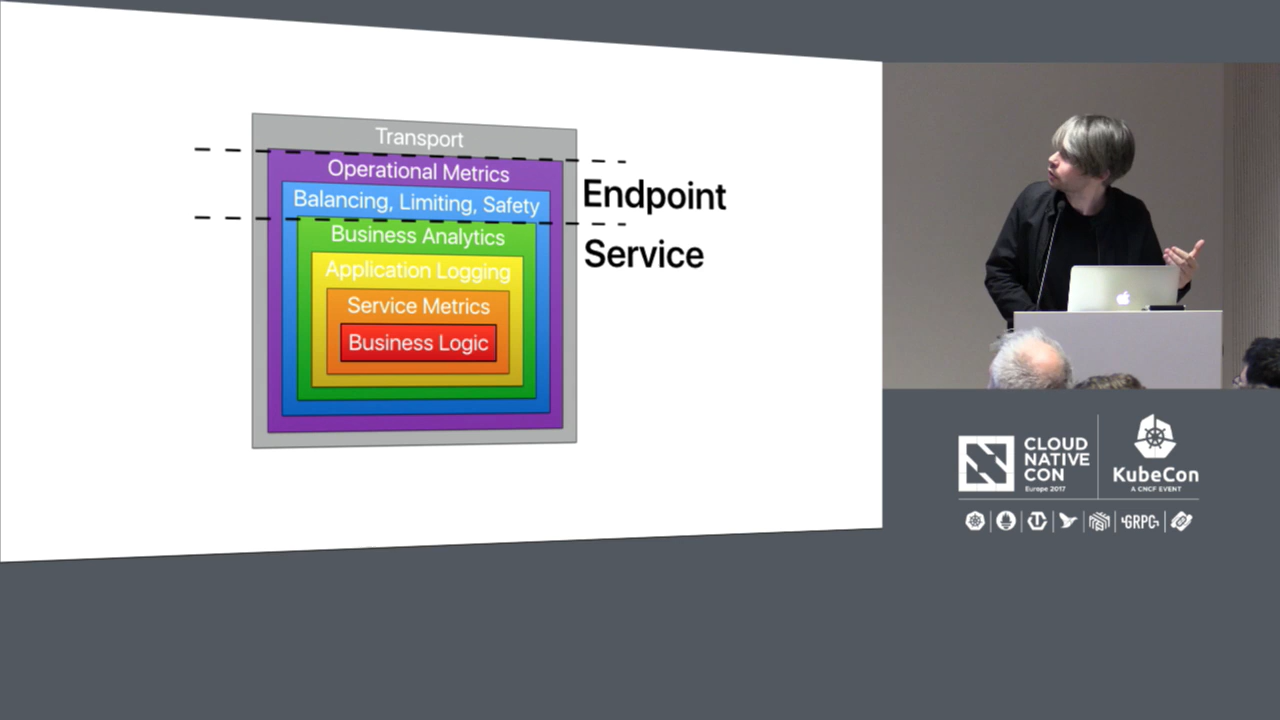 Transport
Operational Metrics
Balancing, Limiting, Safety
Endpoint
Business Analytics
Service
Application Logging
Service Metrics
Business Logic
CLOUD
NATIVE
CON
Europe 2017
KubeCon
A CNCF EVENT
GRPC